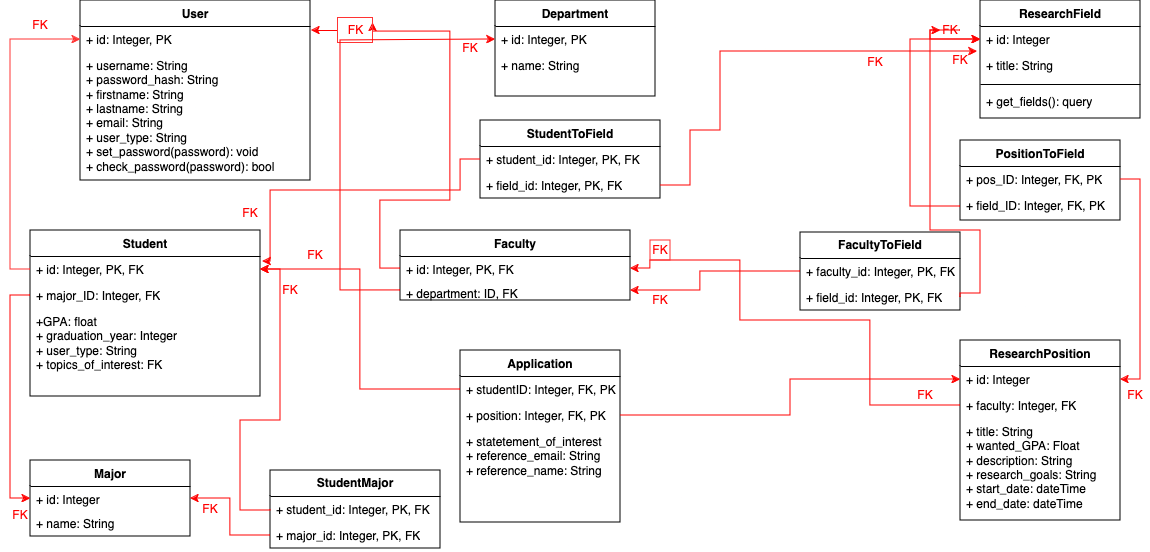 User
+ id: Integer, PK
+ username: String
+ password_hash: String
+ firstname: String
+ lastname: String
+ email: String
+ user_type: String
+ set_password(password): void
+ check_password(password): bool
FK
FK
FK
Department
+ id: Integer, PK
+ name: String
ResearchField
+ id: Integer
+ title: String
+ get_fields(): query
FK
FK
FK
StudentToField
+ student_id: Integer, PK, FK
+ field_id: Integer, PK, FK
PositionToField
+ pos_ID: Integer, FK, PK
+ field_ID: Integer, FK, PK
FK
Student
+ id: Integer, PK, FK
+ major_ID: Integer, FK
+GPA: float
+ graduation_year: Integer
+ user_type: String
+ topics_of_interest: FK
FK
FK
Faculty
+ id: Integer, PK, FK
+ department: ID, FK
FK
FK
FacultyToField
+ faculty_id: Integer, PK, FK
+ field_id: Integer, PK, FK
Application
+ studentID: Integer, FK, PK
+ position: Integer, FK, PK
+ statetement_of_interest
+ reference_email: String
+ reference_name: String
ResearchPosition
+ id: Integer
+ faculty: Integer, FK
+ title: String
+ wanted_GPA: Float
+ description: String
+ research_goals: String
+ start_date: dateTime
+ end_date: dateTime
FK
FK
Major
+ id: Integer
+ name: String
FK
FK
StudentMajor
+ student_id: Integer, PK, FK
+ major_id: Integer, PK, FK